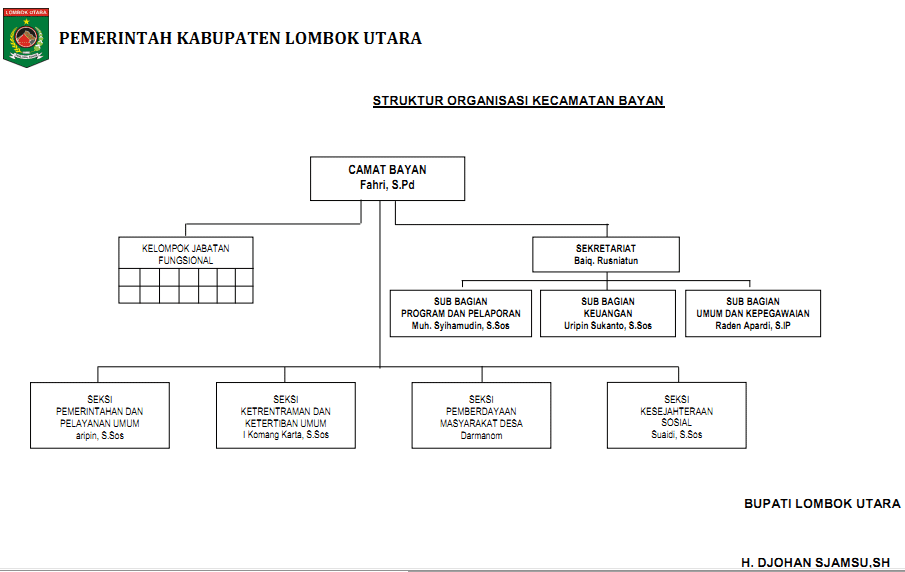 LOMBOK UTARA
PEMERINTAH KABUPATEN LOMBOK UTARA
STRUKTUR ORGANISASI KECAMATAN BAYAN
CAMAT BAYAN
Fahri, S.Pd
KELOMPOK JABATAN
FUNGSIONAL
SEKRETARIAT
Baiq. Rusniatun
SUB BAGIAN
PROGRAM DAN PELAPORAN
Muh. Syihamudin, S.Sos
SUB BAGIAN
KEUANGAN
Uripin Sukanto, S.Sos
SUB BAGIAN
UMUM DAN KEPEGAWAIAN
Raden Apardi, S.IP
SEKSI
PEMERINTAHAN DAN
PELAYANAN UMUM
aripin, S.Sos
SEKSI
KETRENTRAMAN DAN
KETERTIBAN UMUM
I Komang Karta, S.Sos
SEKSI
PEMBERDAYAAN
MASYARAKAT DESA
Darmanom
SEKSI
KESEJAHTERAAN
SOSIAL
Suaidi, S.Sos
BUPATI LOMBOK UTARA
H. DJOHAN SJAMSU,SH